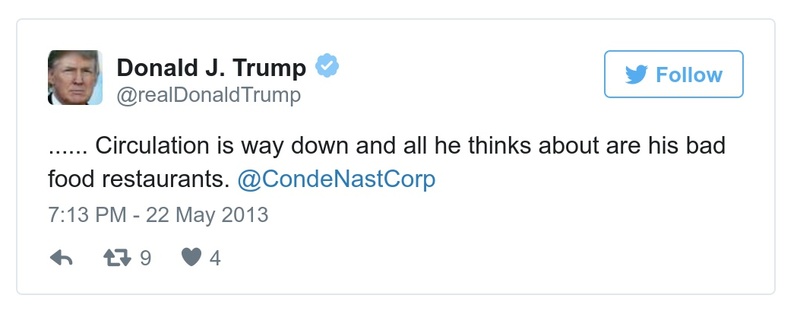 Donald J. Trump
@realDonaldTrump
Follow
...... Circulation is way down and all he thinks about are his bad
food restaurants. @CondeNastCorp
7:13 PM - 22 May 2013
9 4